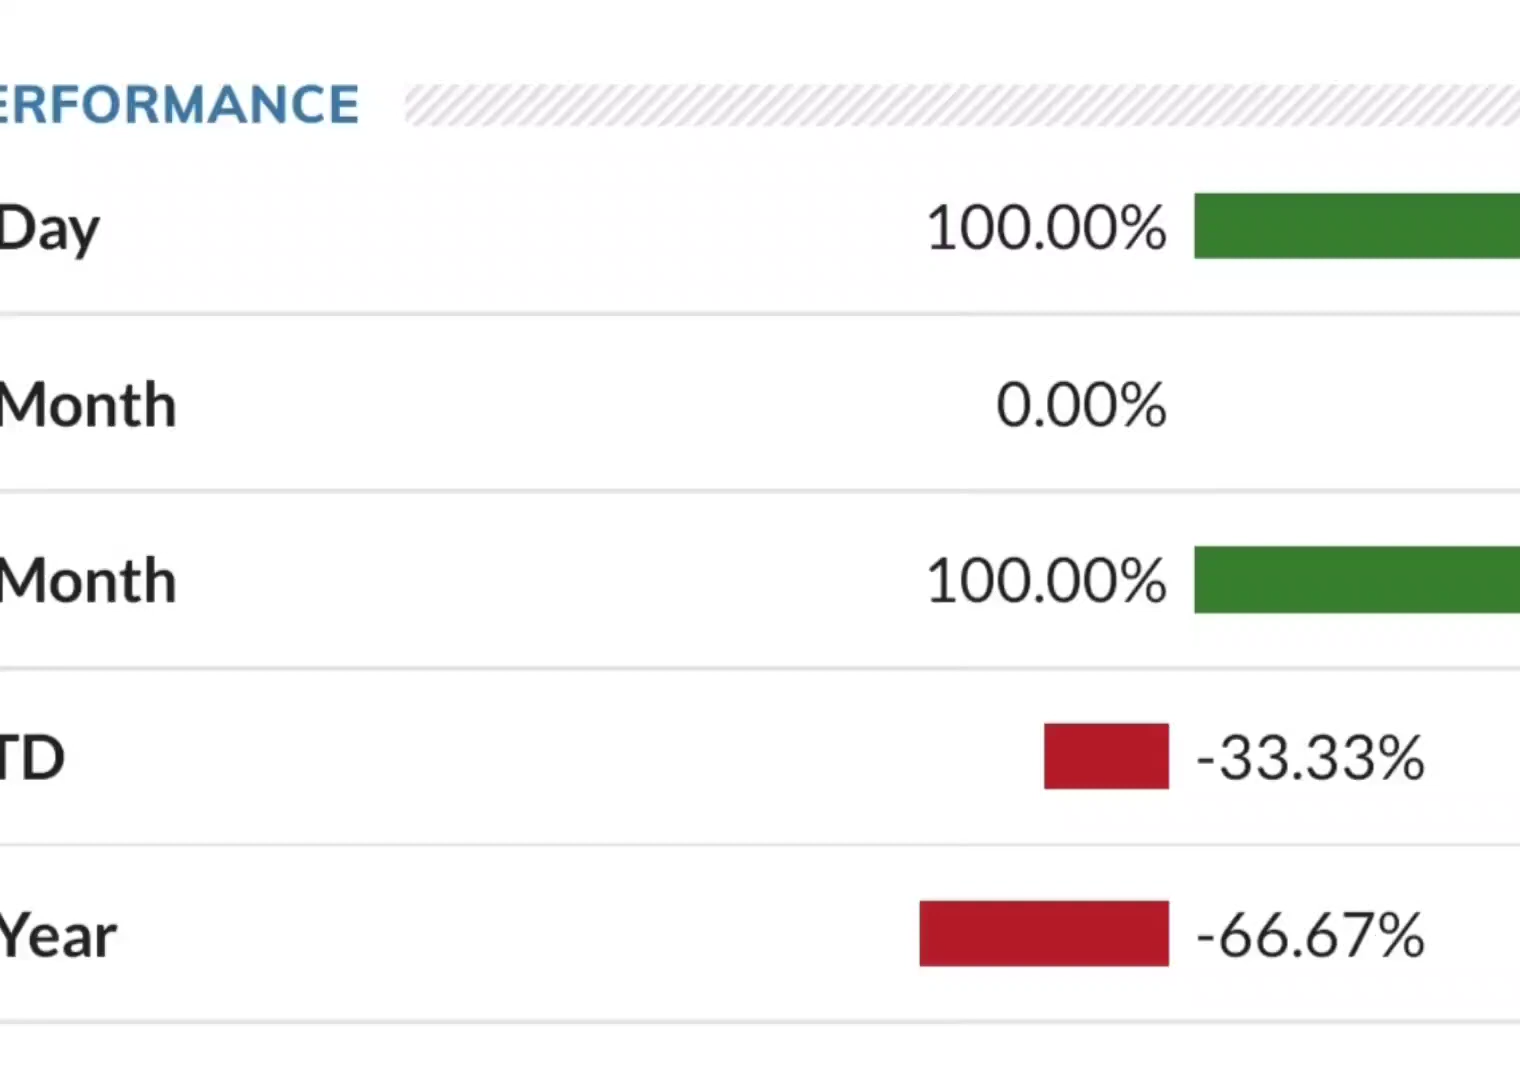 ERFORMANCE
Day 100.00%
Month 0.00%
Month 100.00%
TD -33.33%
Year -66.67%